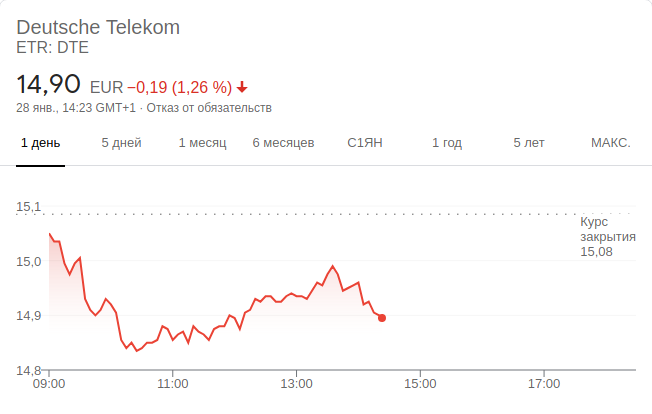 Deutsche Telekom
ETR: DTE
14,90 EUR −0,19 (1,26 %)
28 янв., 14:23 GMT+1 · Отказ от обязательств
1 день 5 дней 1 месяц 6 месяцев С1ЯН 1 год 5 лет МАКС.
15,1
Курс
закрытия
15,08
15,0
14,9
14,8
09:00 11:00 13:00 15:00 17:00